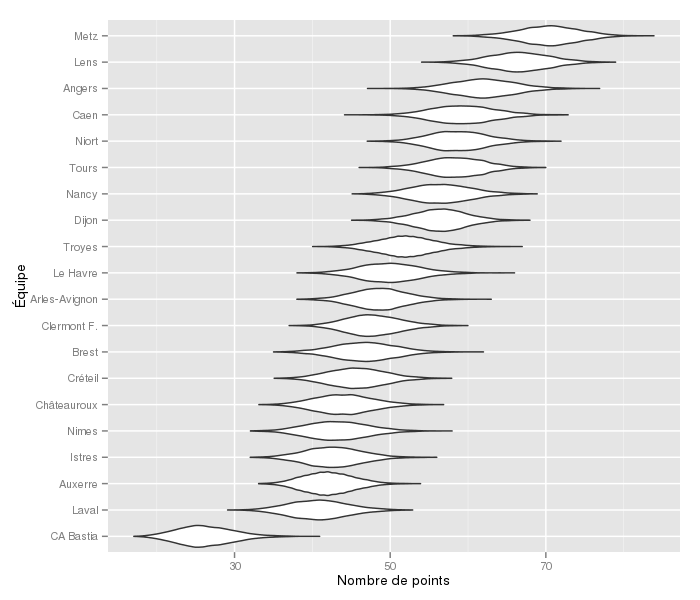 Metz
Lens
Angers
Caen
Niort
Tours
Nancy
Dijon
Troyes
Le Havre
Arles-Avignon
Clermont F.
Brest
Créteil
Châteauroux
Nimes
Istres
Auxerre
Laval
CA Bastia
Équipe
30 50 70
Nombre de points